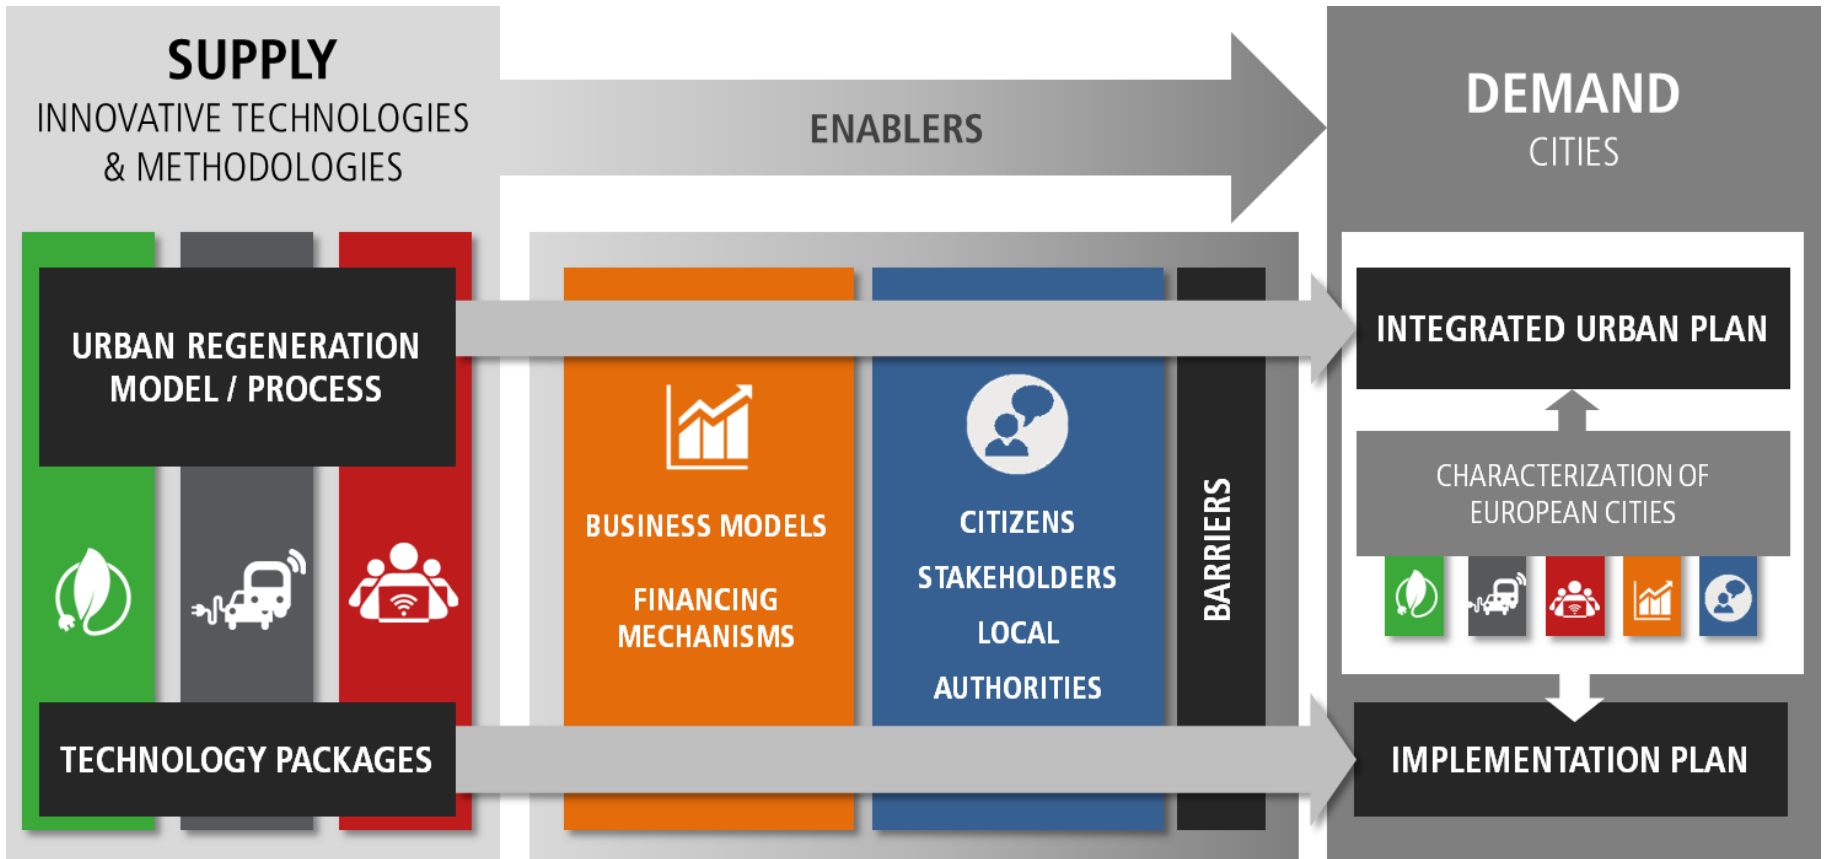 SUPPLY
INNOVATIVE TECHNOLOGIES
& METHODOLOGIES
ENABLERS
DEMAND
CITIES
URBAN REGENERATION
MODEL / PROCESS
TECHNOLOGY PACKAGES
BUSINESS MODELS
FINANCING
MECHANISMS
CITIZENS
STAKEHOLDERS
LOCAL
AUTHORITIES
BARRIERS
INTEGRATED URBAN PLAN
CHARACTERIZATION OF
EUROPEAN CITIES
IMPLEMENTATION PLAN